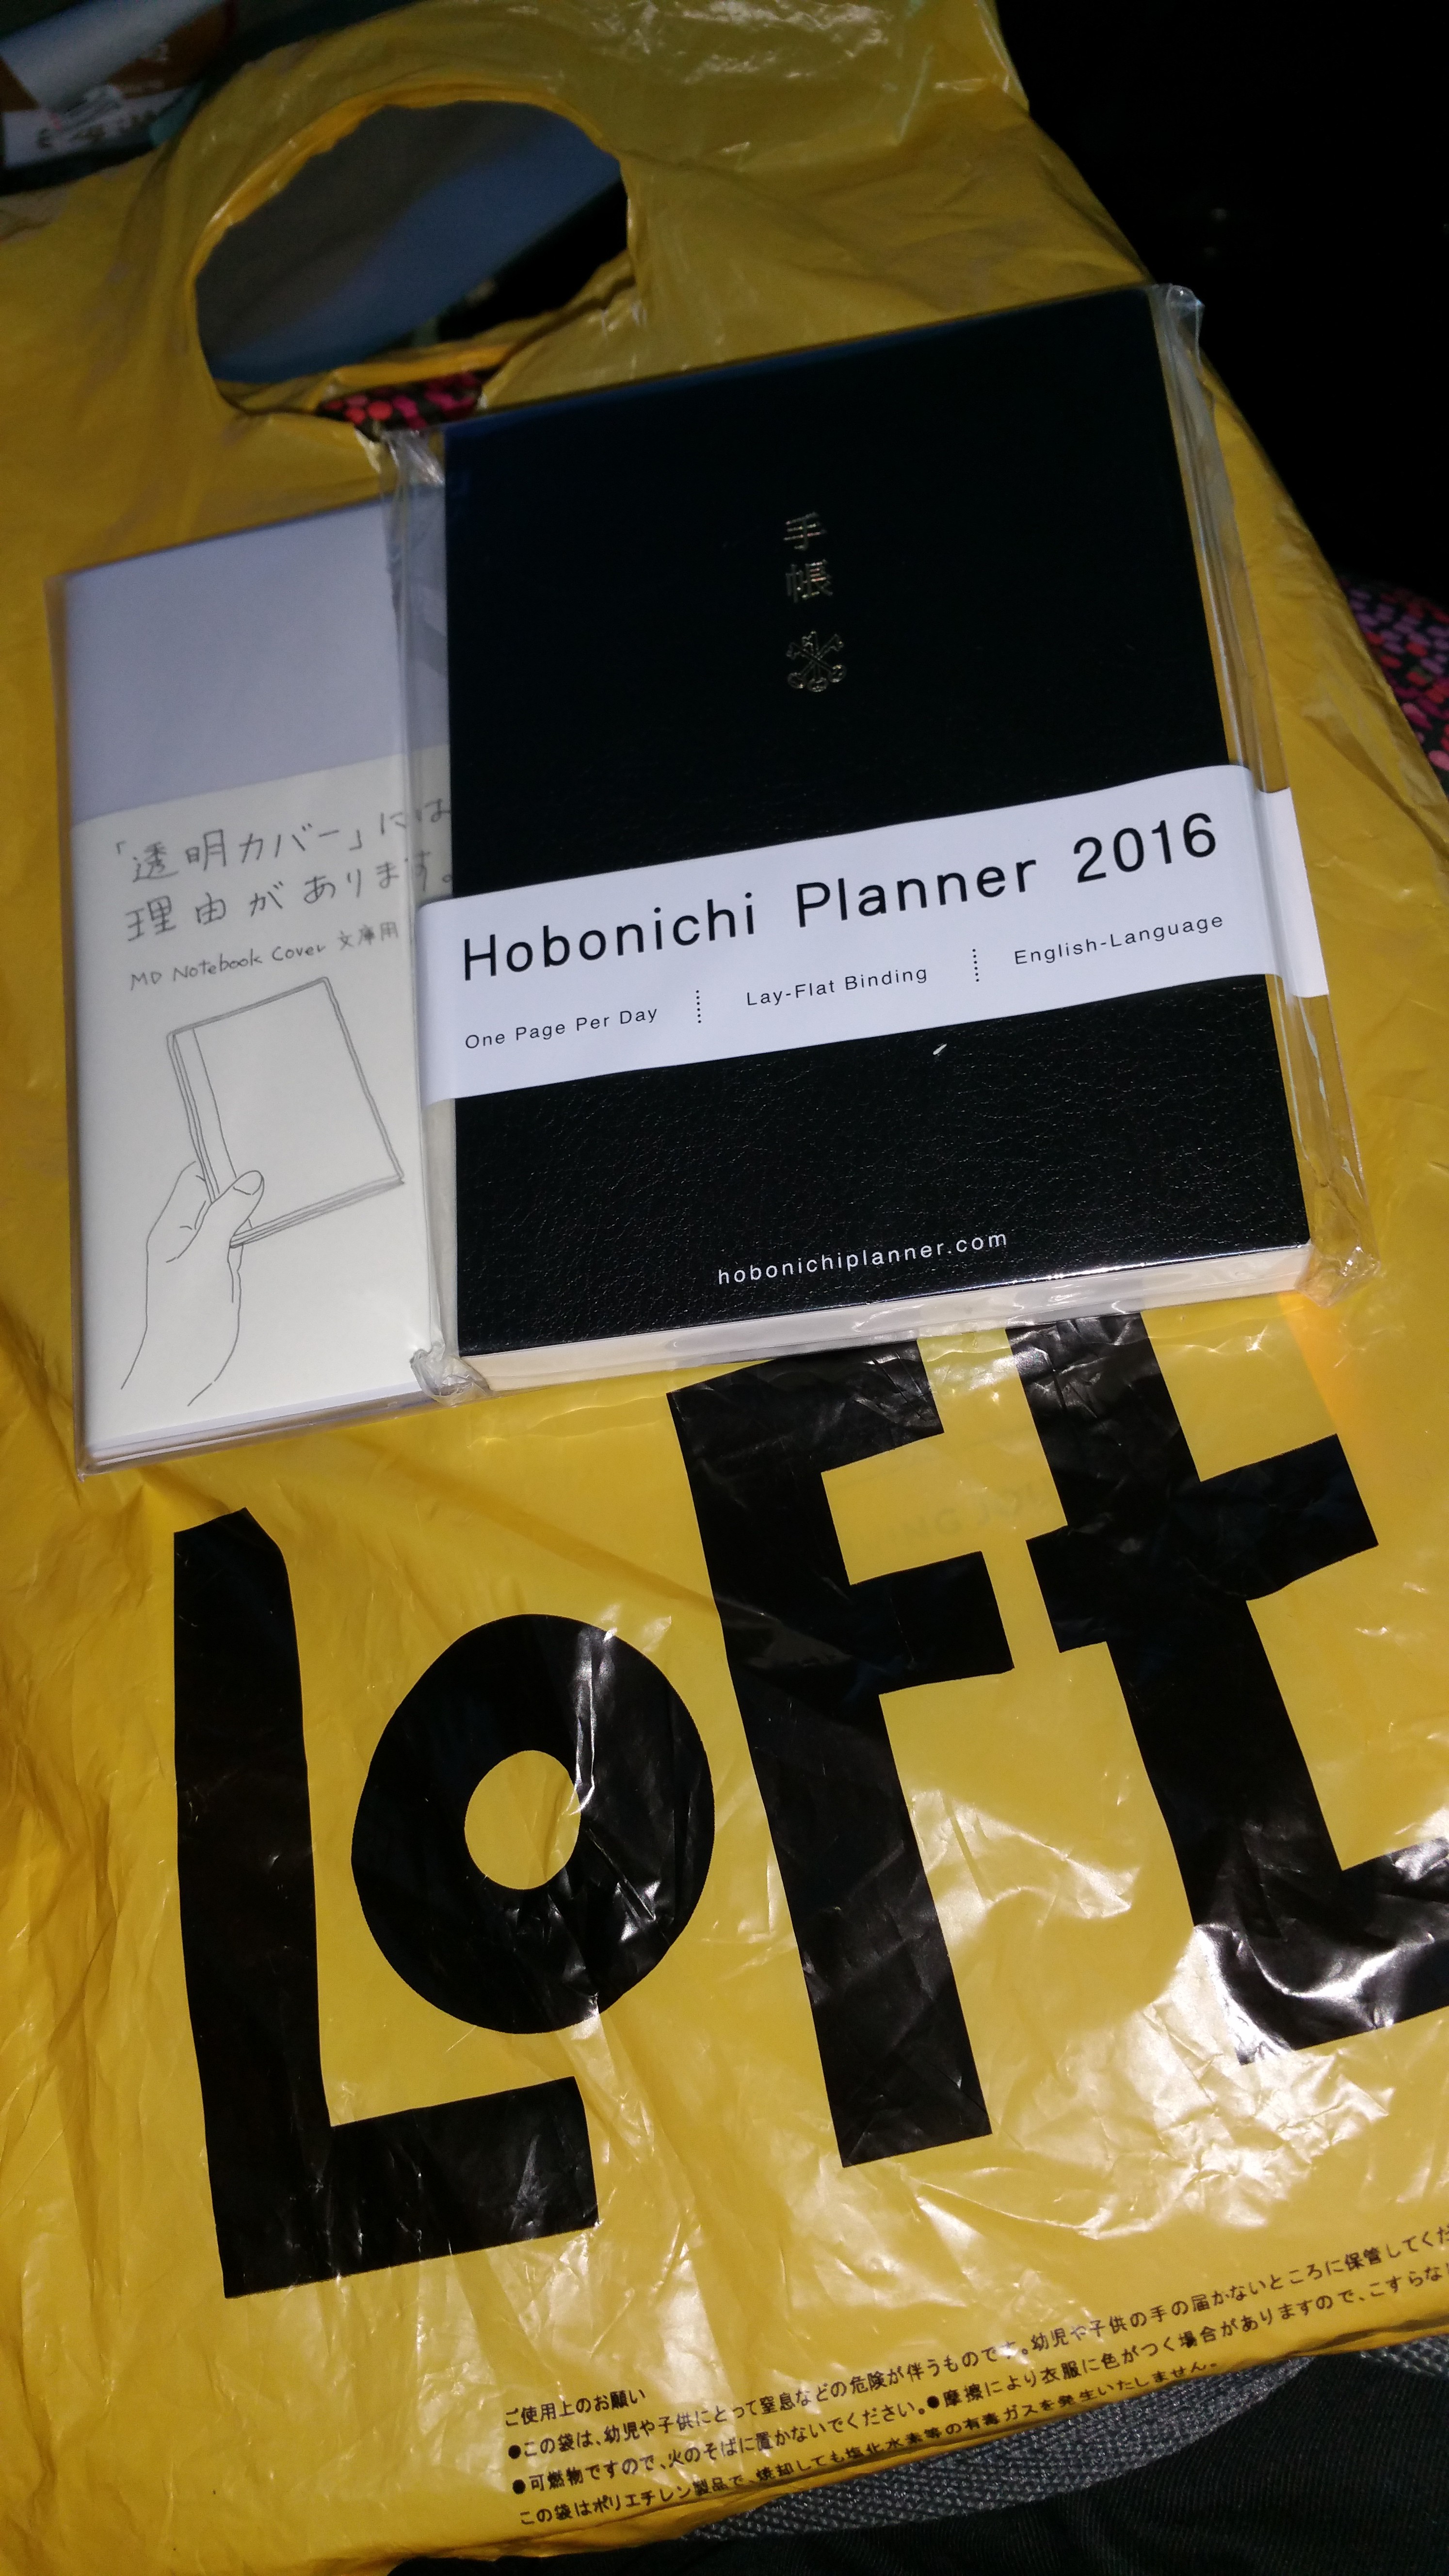 手
帳
Hobonichi Planner 2016
One Page Per Day
Lay-Flat Binding
English-Language
hobonichiplanner.com
「透明カバー」には
理由があります。
MD Notebook Cover 文庫用
LoFt
ご使用上のお願い
●この袋は、幼児や子供にとって窒息などの危険が伴うものです。幼児や子供の手の届かないところに保管してくだ
●可燃物ですので、火のそばに置かないでください。●摩擦により衣服に色がつく場合がありますので、こすらな
この袋はポリエチレン製品で、焼却しても塩化水素等の有毒ガスを発生いたしません。